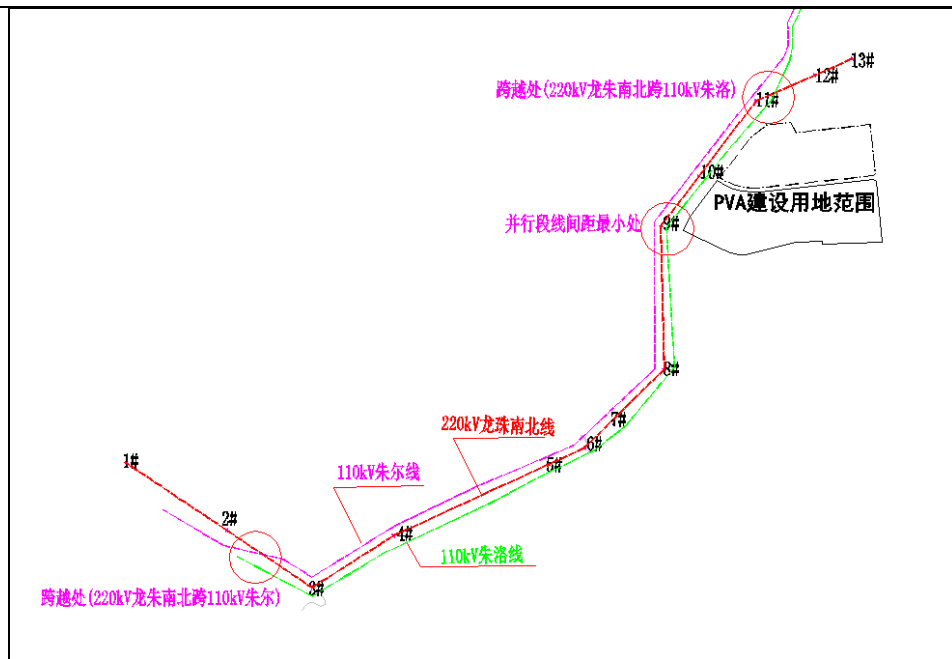 13#
12#
跨越处(220kV龙朱南北跨110kV朱洛)
11#
10#
PVA建设用地范围
并行段线间距最小处
9#
8#
7#
220kV龙珠南北线
6#
1#
5#
110kV朱尔线
2#
4#
110kV朱洛线
3#
跨越处(220kV龙朱南北跨110kV朱尔)